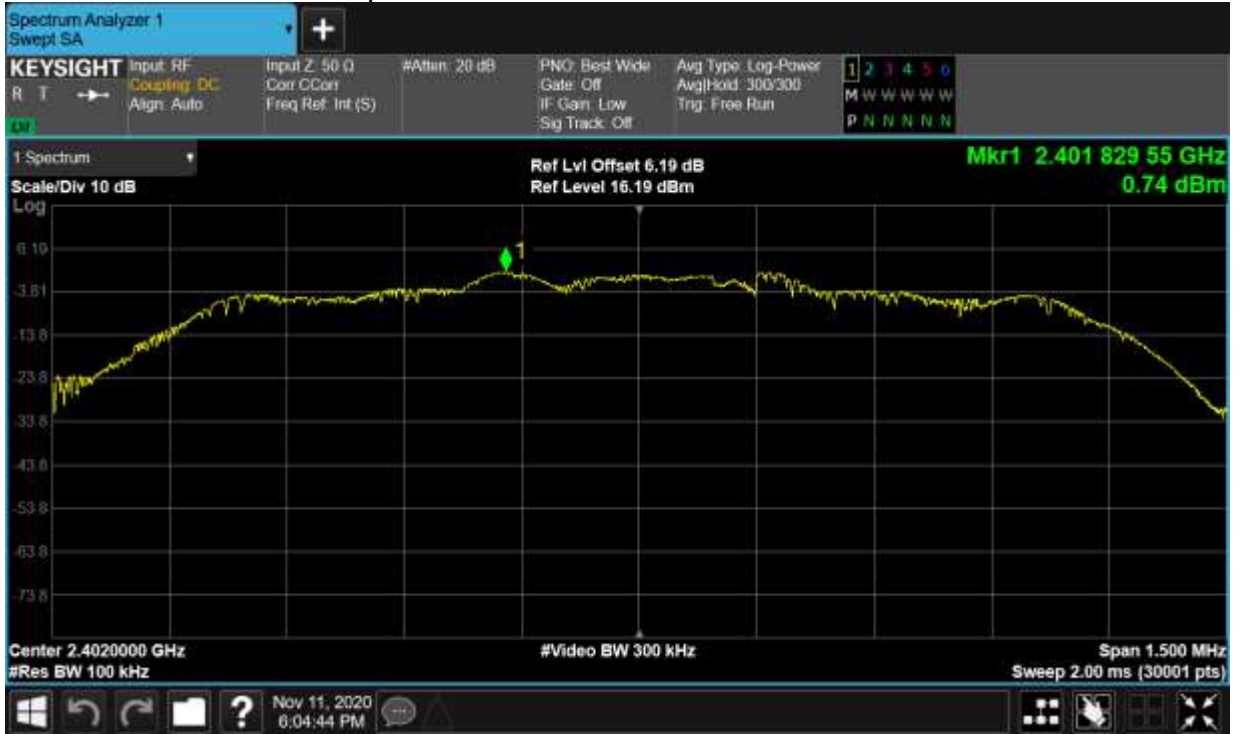 Spectrum Analyzer 1
Swept SA
KEYSIGHT
R T
Input: RF
Coupling: DC
Align: Auto
Input Z: 50 Ω
Corr CCorr
Freq Ref: Int (S)
#Atten: 20 dB
PNO: Best Wide
Gate: Off
IF Gain: Low
Sig Track: Off
Avg Type: Log-Power
Avg|Hold: 300/300
Trig: Free Run
1 2 3 4 5 6
M W W W W W
P N N N N N
1 Spectrum
Scale/Div 10 dB
Log
Ref Lvl Offset 6.19 dB
Ref Level 16.19 dBm
Mkr1 2.401 829 55 GHz
0.74 dBm
1
6.19
-3.81
-13.8
-23.8
-33.8
-43.8
-53.8
-63.8
-73.8
Center 2.4020000 GHz
#Res BW 100 kHz
#Video BW 300 kHz
Span 1.500 MHz
Sweep 2.00 ms (30001 pts)
?
Nov 11, 2020
6:04:44 PM